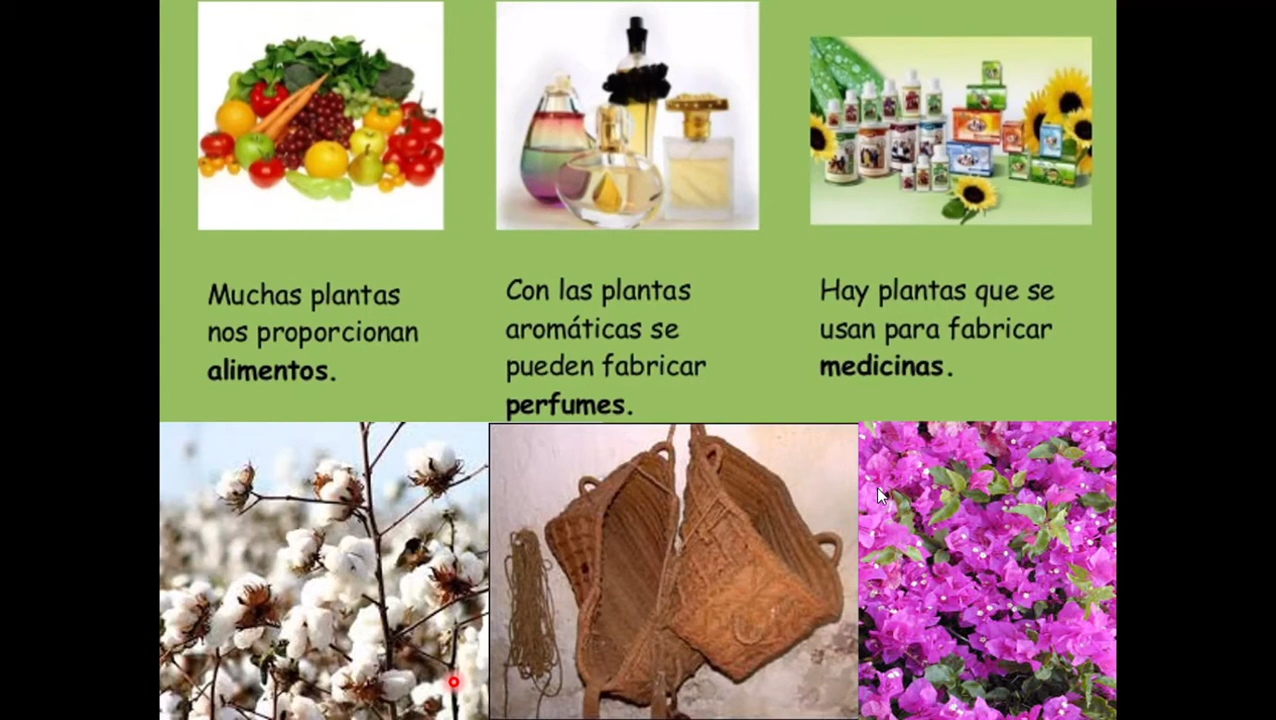 Muchas plantas
nos proporcionan
alimentos.
Con las plantas
aromáticas se
pueden fabricar
perfumes.
Hay plantas que se
usan para fabricar
medicinas.